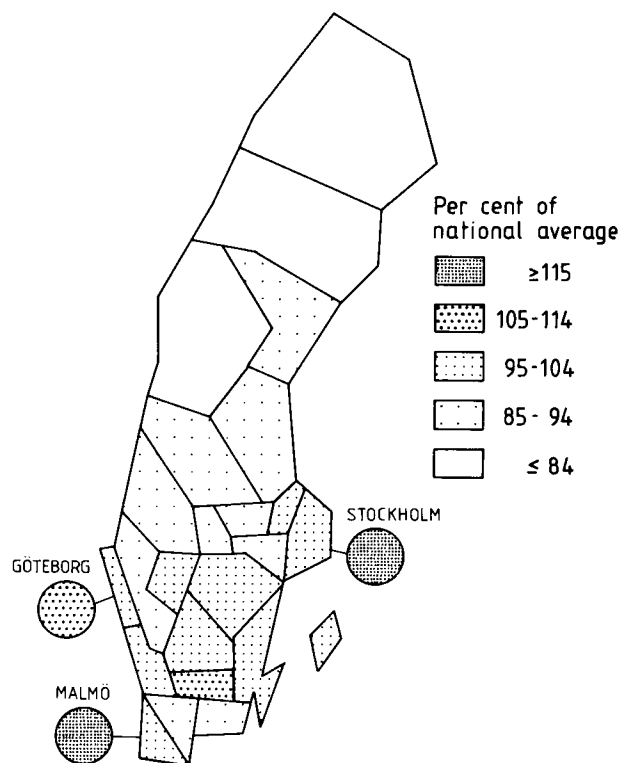 Per cent of
national average
≥115
105-114
95-104
85-94
≤ 84
STOCKHOLM
GÖTEBORG
MALMÖ